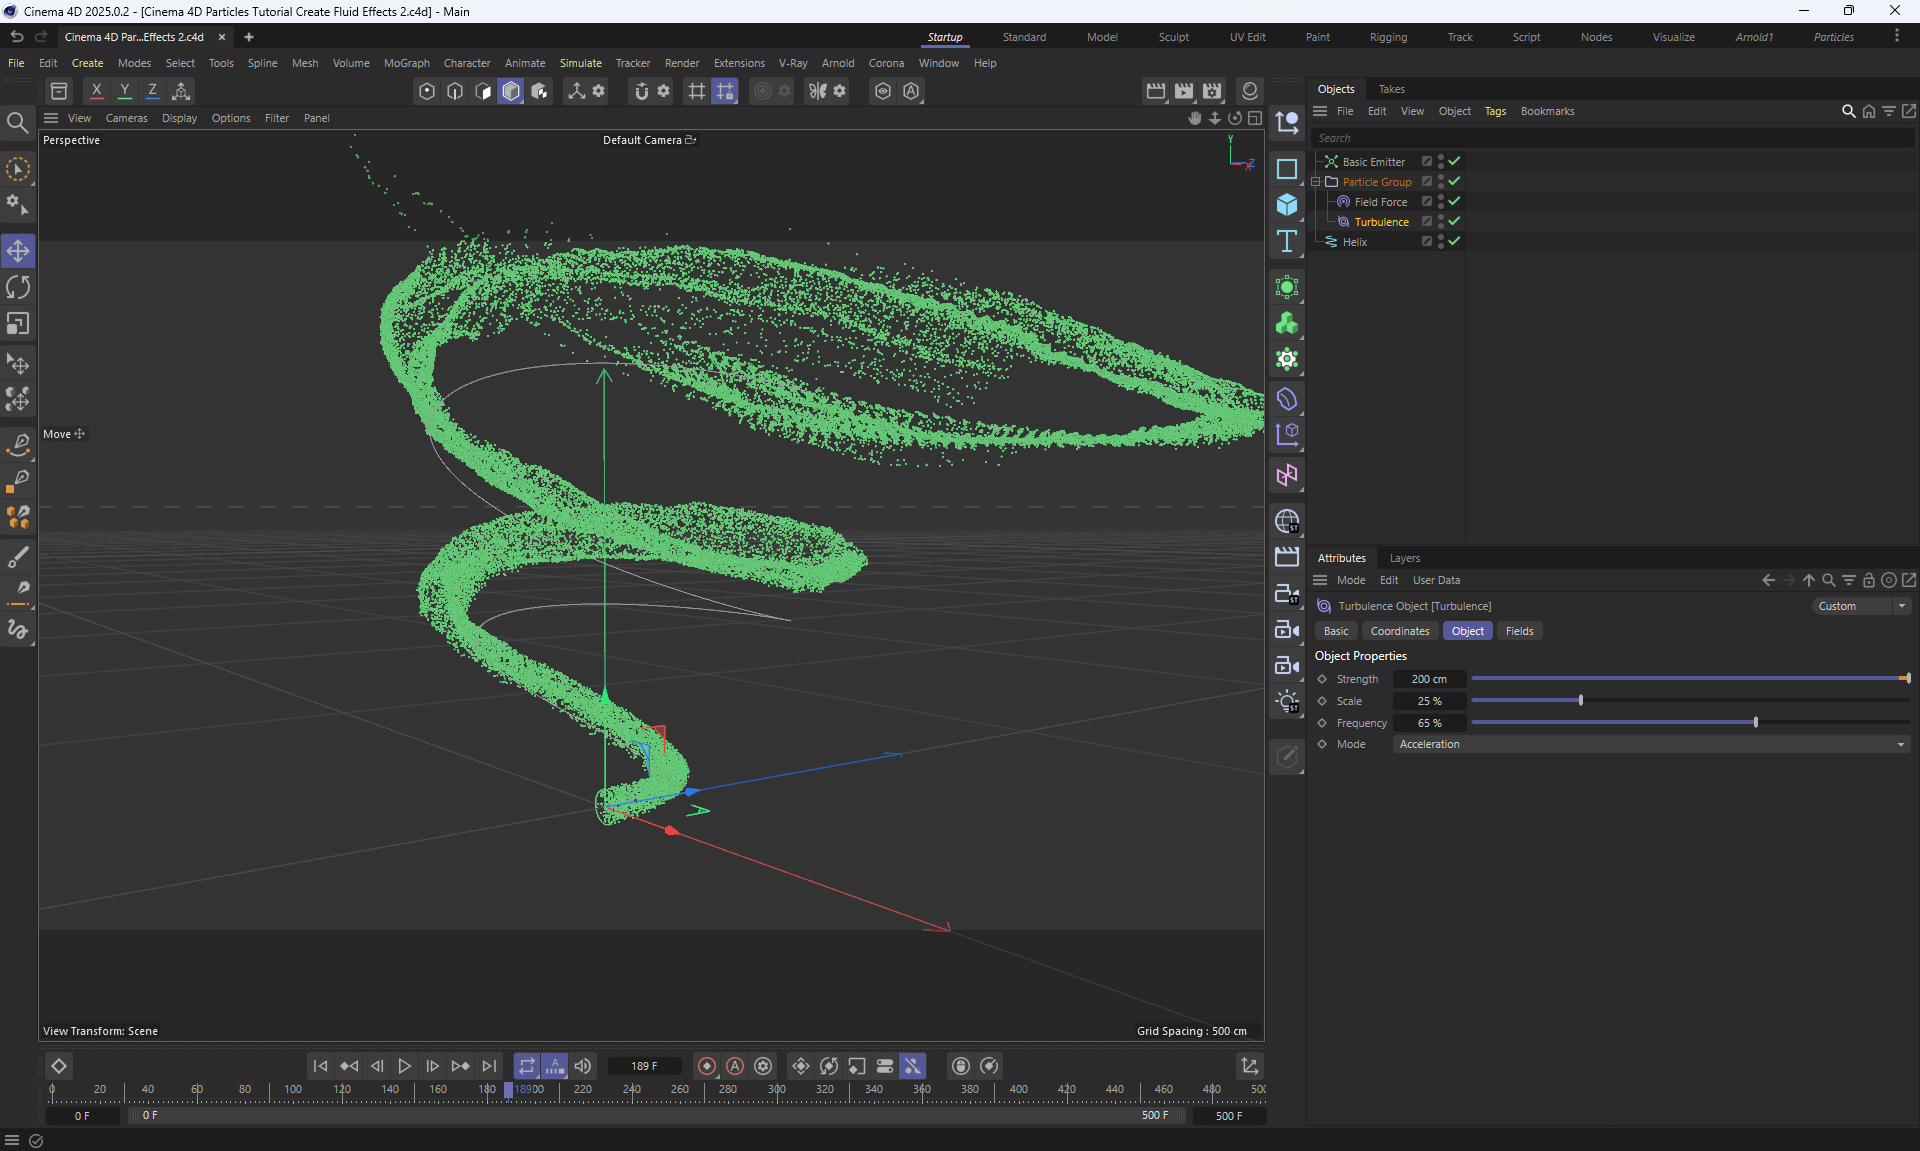 Cinema 4D 2025.0.2 - [Cinema 4D Particles Tutorial Create Fluid Effects 2.c4d] - Main
Cinema 4D Par...Effects 2.c4d
Startup Standard Model Sculpt UV Edit Paint Rigging Track Script Nodes Visualize Arnold1 Particles
File Edit Create Modes Select Tools Spline Mesh Volume MoGraph Character Animate Simulate Tracker Render Extensions V-Ray Arnold Corona Window Help
X Y Z
Objects Takes
File Edit View Object Tags Bookmarks
Search
Basic Emitter
Particle Group
Field Force
Turbulence
Helix
View Cameras Display Options Filter Panel
Perspective
Default Camera
Y
X Z
Move
View Transform: Scene
Grid Spacing : 500 cm
ST
ST
ST
Attributes Layers
Mode Edit User Data
Turbulence Object [Turbulence]
Custom
Basic Coordinates Object Fields
Object Properties
Strength 200 cm
Scale 25 %
Frequency 65 %
Mode Acceleration
189 F
0 20 40 60 80 100 120 140 160 180 18900 220 240 260 280 300 320 340 360 380 400 420 440 460 480 500
0 F 0 F 500 F 500 F